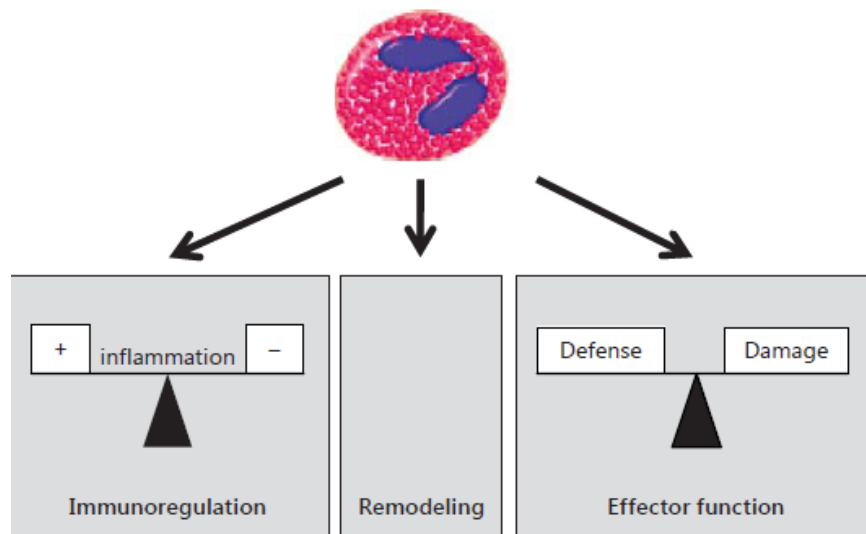 + inflammation –
Defense Damage
Immunoregulation Remodeling Effector function